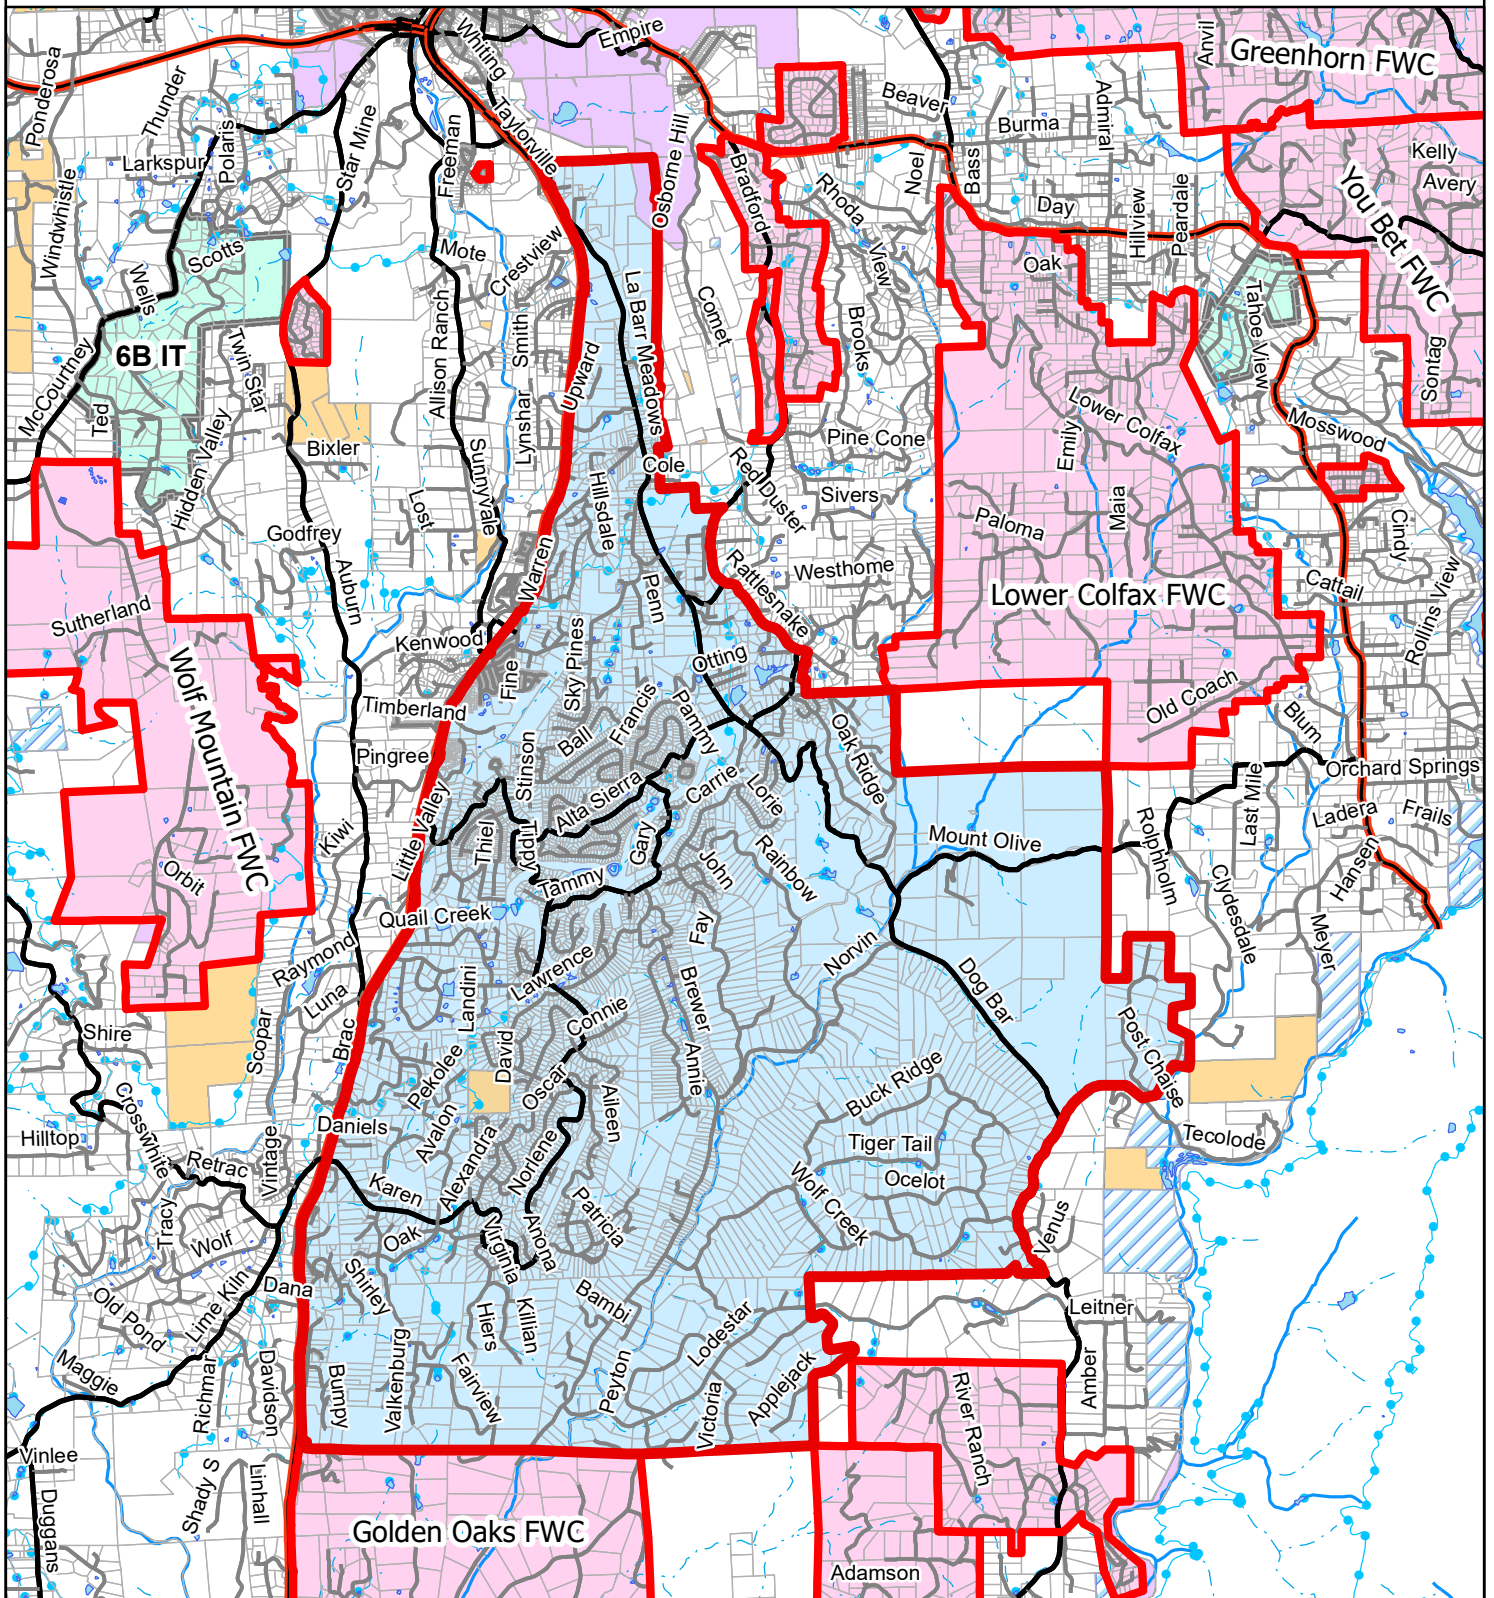 Whiting
Empire
Anvil
Greenhorn FWC
Ponderosa
Thunder
Beaver
Admiral
Burma
Taylorville
Star Mine
Polaris
Larkspur
Freeman
Osborne Hill
Bradford
Noel
Bass
Kelly
Avery
You Bet FWC
Windwhistle
Rhoda
View
Day
Hillview
Peardale
Scotts
Mote
Crestview
Oak
Wells
La Barr Meadows
Comet
Tahoe View
6B IT
McCourtney
Twin Star
Allison Ranch
Smith
Lynshar
Upward
Brooks
Sontag
Ted
Hidden Valley
Bixler
Sunnyvale
Lost
Cole
Pine Cone
Lower Colfax
Emily
Mosswood
Red Duster
Sivers
Hillsdale
Godfrey
Paloma
Maia
Cindy
Warren
Auburn
Penn
Rattlesnake
Westhome
Lower Colfax FWC
Cattail
Rollins View
Sutherland
Kenwood
Wolf Mountain FWC
Fine
Sky Pines
Otting
Timberland
Francis
Pammy
Old Coach
Blum
Pingree
Ball
Stinson
Oak Ridge
Orchard Springs
Little Valley
Alta Sierra
Carrie
Lorie
Ladera
Frails
Kiwi
Thiel
Addit
Gary
Mount Olive
Rolphholm
Last Mile
Hansen
Orbit
Tammy
John
Rainbow
Clydesdale
Quail Creek
Fay
Meyer
Raymond
Lawrence
Norvin
Landini
Luna
Brewer
Dog Bar
Shire
Scopar
Brac
Connie
David
Post Chaise
Annie
Pekolee
Oscar
Aileen
Buck Ridge
CrossWhite
Hilltop
Daniels
Avalon
Tiger Tail
Tecolode
Retrac
Vintage
Alexandra
Norlene
Ocelot
Karen
Wolf Creek
Tracy
Wolf
Oak
Virginia
Anona
Patricia
Venus
Dana
Shirley
Bambi
Leitner
Old Pond
Lime Kiln
Hiers
Killian
Lodestar
Maggie
Richmar
Davidson
Bumpy
Valkenburg
Fairview
Peyton
Victoria
Applejack
River Ranch
Amber
Vinlee
Shady S
Linhall
Duggans
Golden Oaks FWC
Adamson